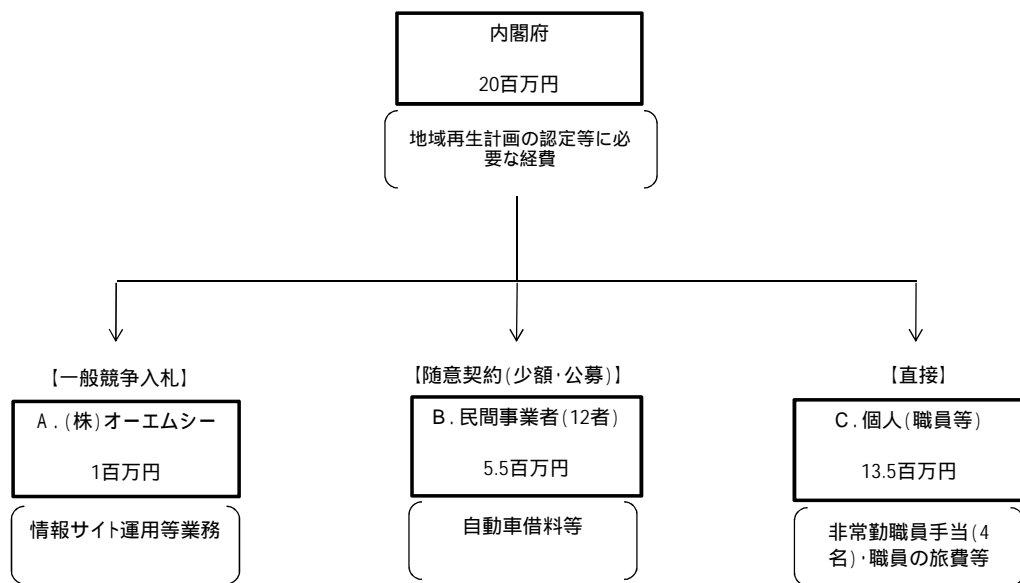 内閣府
20百万円
地域再生計画の認定等に必
要な経費
【一般競争入札】
【随意契約(少額・公募)】
【直接】
A.(株)オーエムシー
1百万円
B.民間事業者(12者)
5.5百万円
C.個人(職員等)
13.5百万円
情報サイト運用等業務
自動車借料等
非常勤職員手当(4
名)・職員の旅費等